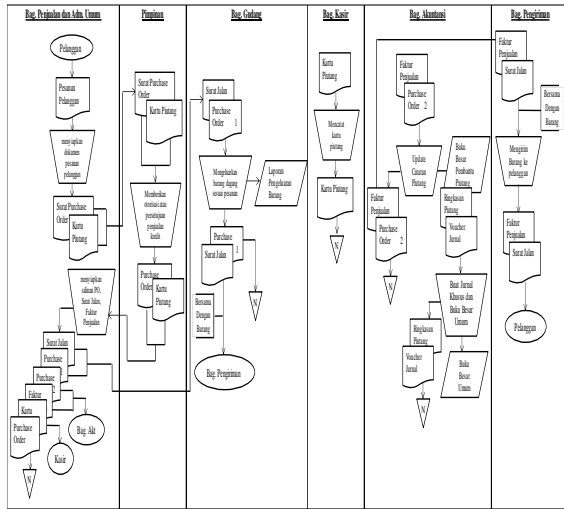 Bag. Penjualan dan Adm. Umum
Pelanggan
Pesanan
Pelanggan
menyiapkan
dokumen
pesanan
pelanggan
Surat Purchase
Order
Kartu
Piutang
menyiapkan
salinan PO,
Surat Jalan,
Faktur
Penjualan
Surat Jalan
Purchase
Purchase
Faktur
Kartu
Purchase
Order
N
Kasir
Bag. Akt
Pimpinan
Surat Purchase
Order
Kartu Piutang
Memberikan
otorisasi atas
persetujuan
penjualan
kredit
Purchase
Order
Kartu
Piutang
Bag. Gudang
Surat Jalan
Purchase
Order 1
Mengeluarkan
barang dagang
sesuai pesanan
Laporan
Pengeluaran
Barang
Purchase
1
Surat Jalan
N
Bersama
Dengan
Barang
Bag. Pengiriman
Bag. Kasir
Kartu
Piutang
Mencatat
kartu
piutang
Kartu Piutang
N
Bag. Akuntansi
Faktur
Penjualan
Purchase
Order 2
Update
Catatan
Piutang
Buku
Besar
Pembantu
Piutang
Faktur
Penjualan
Purchase
Order 2
N
Ringkasan
Piutang
Voucher
Jurnal
Buat Jurnal
Khusus dan
Buku Besar
Umum
Ringkasan
Piutang
Voucher
Jurnal
N
Buku
Besar
Umum
Bag. Pengiriman
Faktur
Penjualan
Surat Jalan
Bersama
Dengan
Barang
Mengirim
Barang ke
pelanggan
Faktur
Penjualan
Surat Jalan
Pelanggan